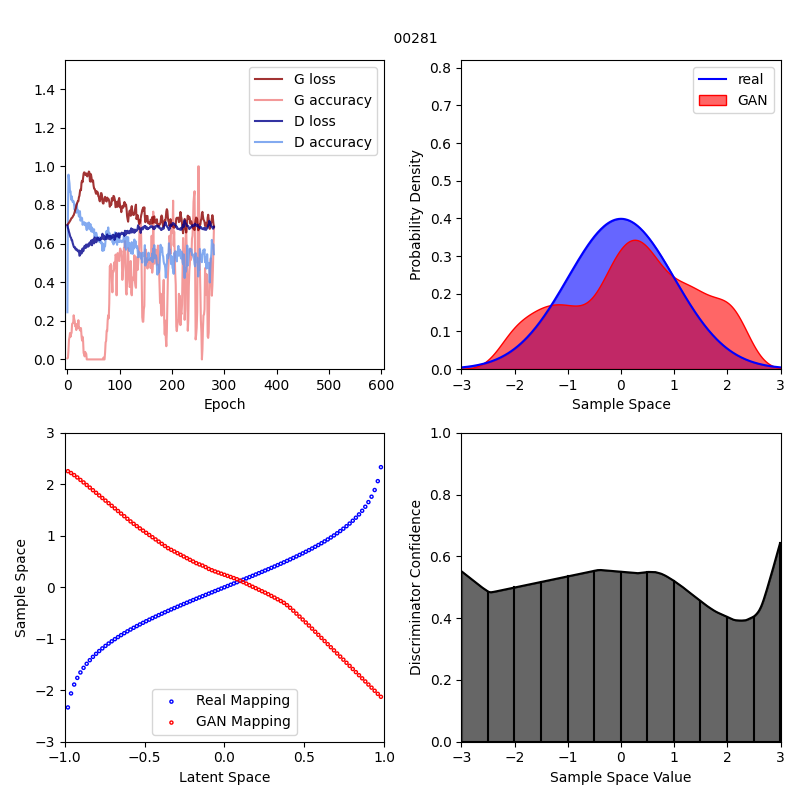 00281
G loss
G accuracy
D loss
D accuracy
1.4
1.2
1.0
0.8
0.6
0.4
0.2
0.0
0 100 200 300 400 500 600
Epoch
real
GAN
Probability Density
0.8
0.7
0.6
0.5
0.4
0.3
0.2
0.1
0.0
−3 −2 −1 0 1 2 3
Sample Space
Sample Space
3
2
1
0
−1
−2
−3
Real Mapping
GAN Mapping
−1.0 −0.5 0.0 0.5 1.0
Latent Space
Discriminator Confidence
1.0
0.8
0.6
0.4
0.2
0.0
−3 −2 −1 0 1 2 3
Sample Space Value